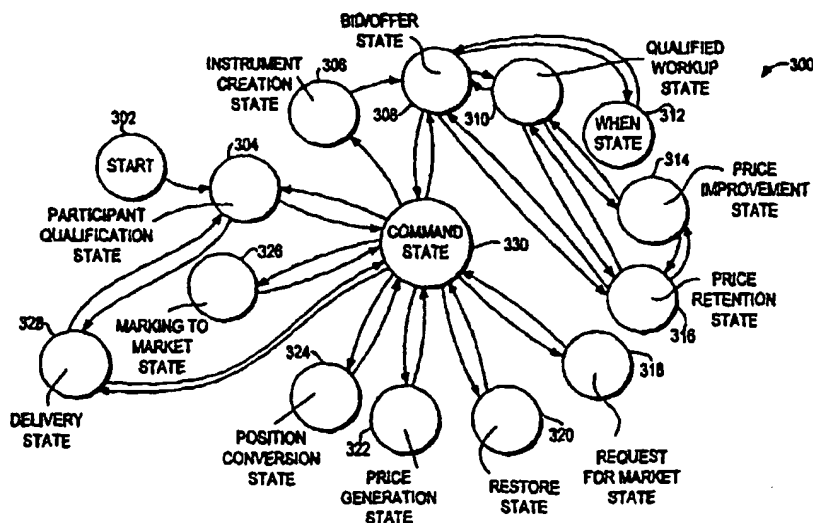 BID/OFFER
STATE
QUALIFIED
WORKUP
STATE
300
INSTRUMENT
CREATION
STATE
306
308
310
WHEN
STATE
312
302
START
304
314
PRICE
IMPROVEMENT
STATE
PARTICIPANT
QUALIFICATION
STATE
COMMAND
STATE
330
326
MARKING TO
MARKET
STATE
PRICE
RETENTION
STATE
316
328
DELIVERY
STATE
324
POSITION
CONVERSION
STATE
322
PRICE
GENERATION
STATE
320
RESTORE STATE
318
REQUEST
FOR MARKET
STATE